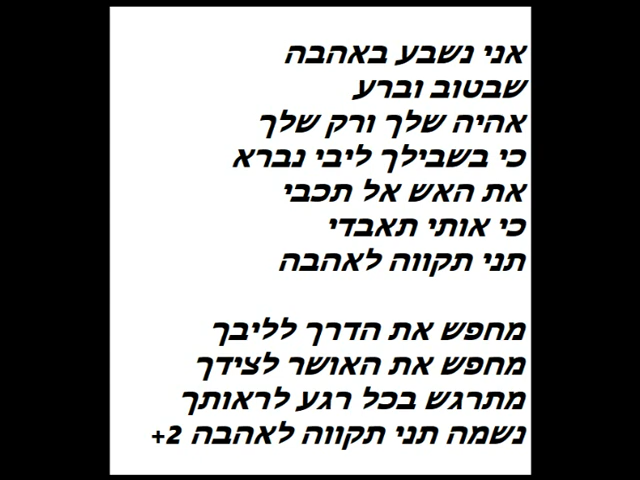 אני נשבע באהבה
שבטוב וברע
אהיה שלך ורק שלך
כי בשבילך ליבי נברא
את האש אל תכבי
כי אותי תאבדי
תני תקווה לאהבה
מחפש את הדרך לליבך
מחפש את האושר לצידך
מתרגש בכל רגע לראותך
נשמה תני תקווה לאהבה 2+